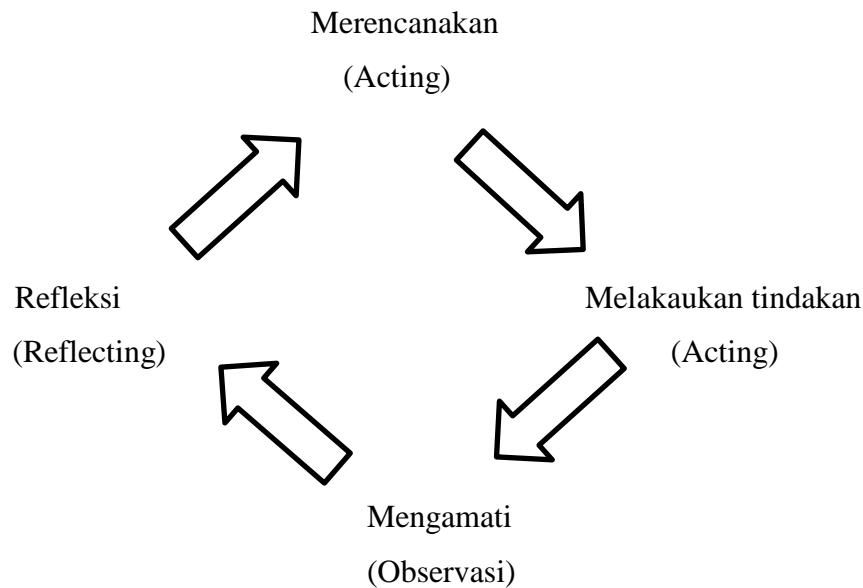 Merencanakan
(Acting)
Refleksi
(Reflecting)
Melakaukan tindakan
(Acting)
Mengamati
(Observasi)